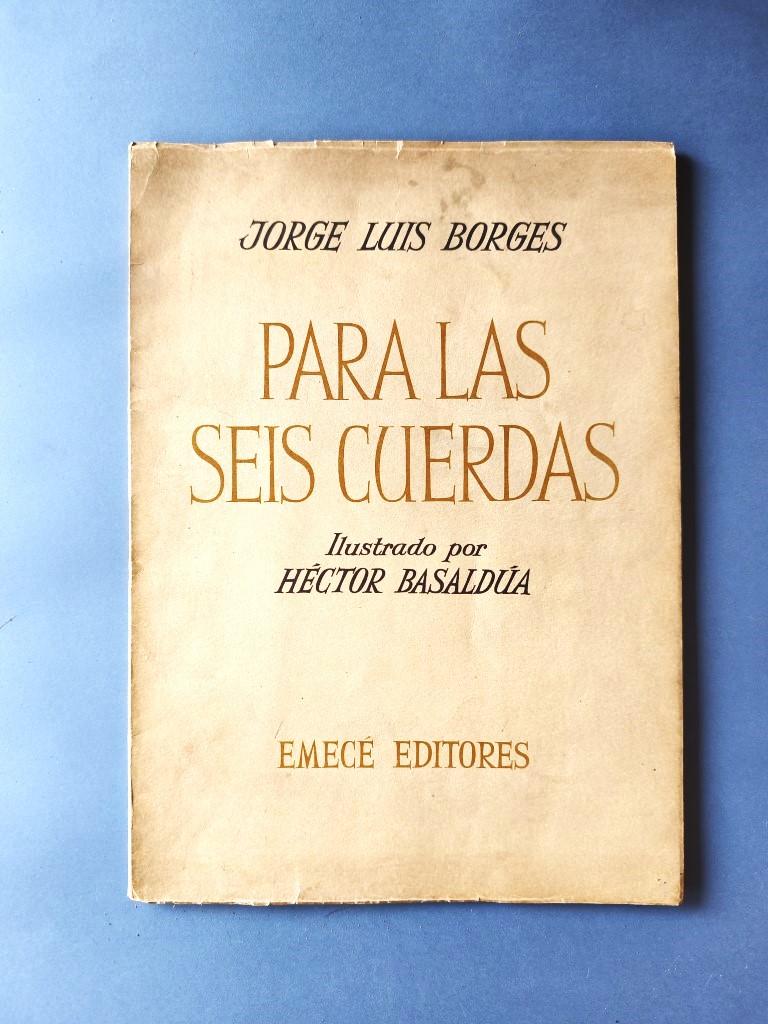 JORGE LUIS BORGES
PARA LAS
SEIS CUERDAS
Ilustrado por
HÉCTOR BASALDÚA
EMECÉ EDITORES